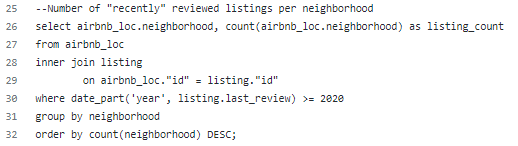 25 --Number of "recently" reviewed listings per neighborhood
26 select airbnb_loc.neighborhood, count(airbnb_loc.neighborhood) as listing_count
27 from airbnb_loc
28 inner join listing
29         on airbnb_loc."id" = listing."id"
30 where date_part('year', listing.last_review) >= 2020
31 group by neighborhood
32 order by count(neighborhood) DESC;